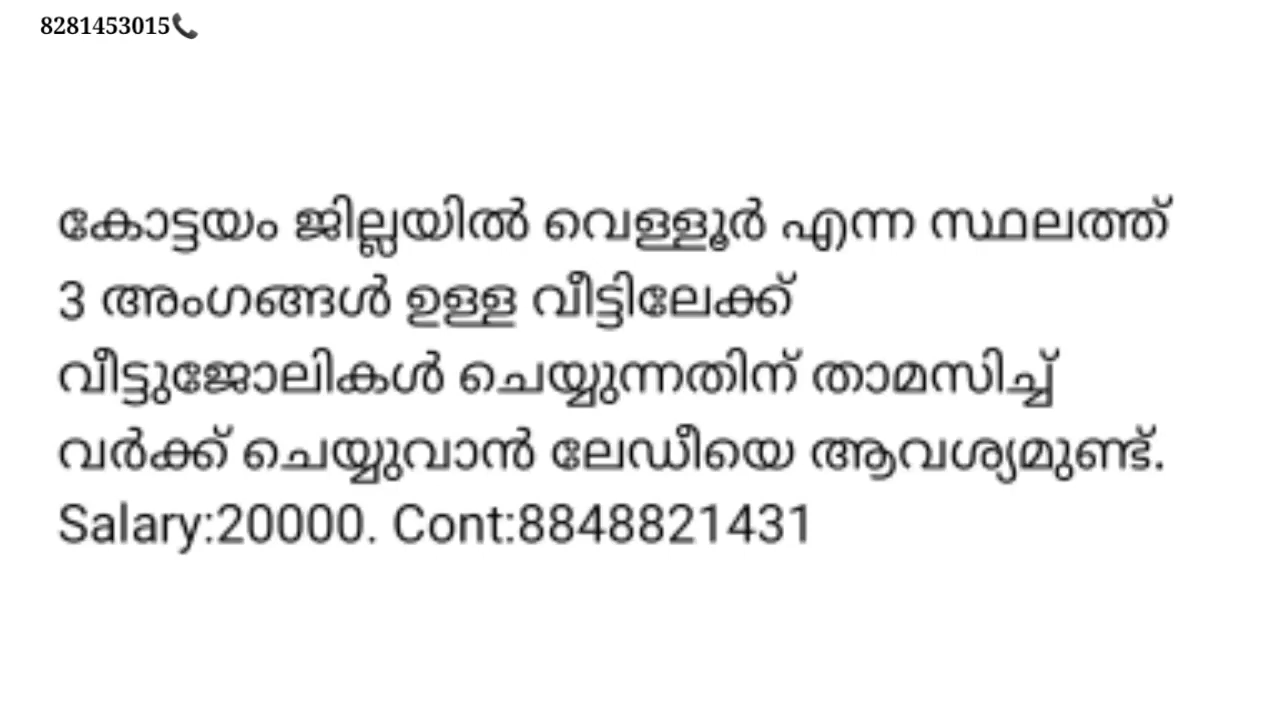 8281453015📞
കോട്ടയം ജില്ലയിൽ വെള്ളൂർ എന്ന സ്ഥലത്ത്
3 അംഗങ്ങൾ ഉള്ള വീട്ടിലേക്ക്
വീട്ടുജോലികൾ ചെയ്യുന്നതിന് താമസിച്ച്
വർക്ക് ചെയ്യുവാൻ ലേഡീയെ ആവശ്യമുണ്ട്.
Salary:20000. Cont:8848821431